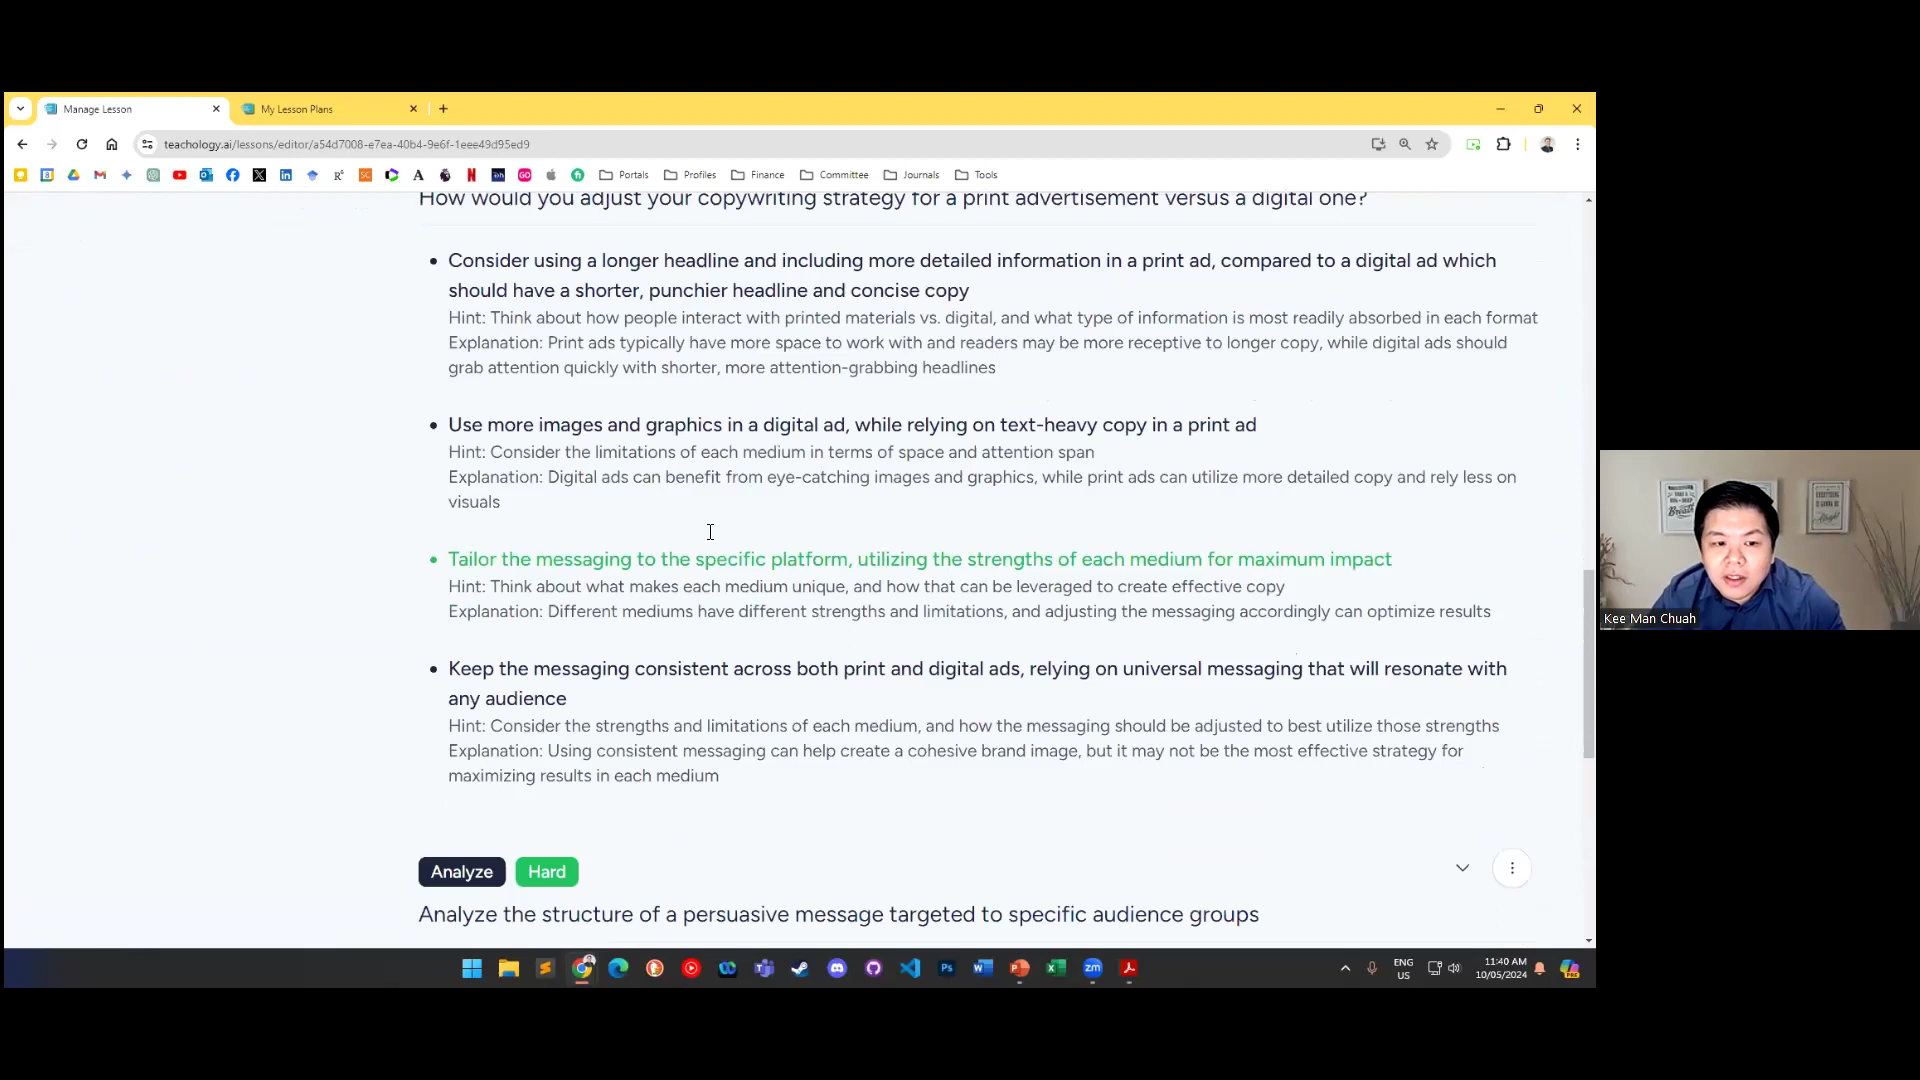 Manage Lesson
My Lesson Plans
teachology.ai/lessons/editor/a54d7008-e7ea-40b4-9e6f-1eee49d95ed9
Portals
Profiles
Finance
Committee
Journals
Tools
How would you adjust your copywriting strategy for a print advertisement versus a digital one?
Consider using a longer headline and including more detailed information in a print ad, compared to a digital ad which
should have a shorter, punchier headline and concise copy
Hint: Think about how people interact with printed materials vs. digital, and what type of information is most readily absorbed in each format
Explanation: Print ads typically have more space to work with and readers may be more receptive to longer copy, while digital ads should
grab attention quickly with shorter, more attention-grabbing headlines
Use more images and graphics in a digital ad, while relying on text-heavy copy in a print ad
Hint: Consider the limitations of each medium in terms of space and attention span
Explanation: Digital ads can benefit from eye-catching images and graphics, while print ads can utilize more detailed copy and rely less on
visuals
Tailor the messaging to the specific platform, utilizing the strengths of each medium for maximum impact
Hint: Think about what makes each medium unique, and how that can be leveraged to create effective copy
Explanation: Different mediums have different strengths and limitations, and adjusting the messaging accordingly can optimize results
Keep the messaging consistent across both print and digital ads, relying on universal messaging that will resonate with
any audience
Hint: Consider the strengths and limitations of each medium, and how the messaging should be adjusted to best utilize those strengths
Explanation: Using consistent messaging can help create a cohesive brand image, but it may not be the most effective strategy for
maximizing results in each medium
Analyze
Hard
Analyze the structure of a persuasive message targeted to specific audience groups
Kee Man Chuah
ENG
US
11:40 AM
10/05/2024